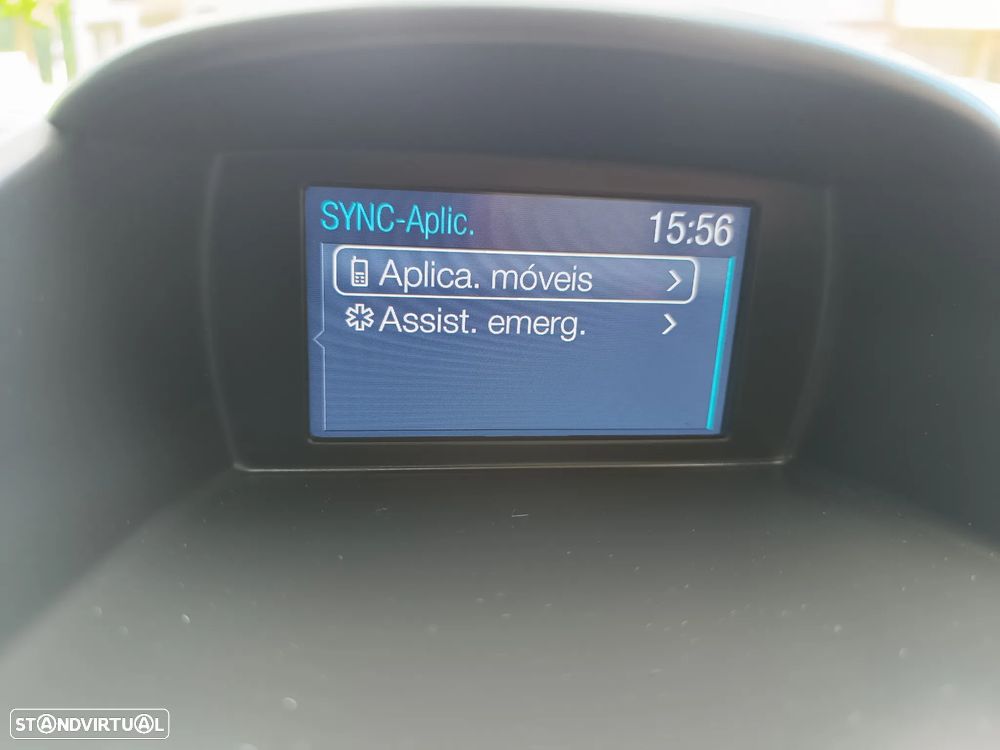 SYNC-Aplic. 15:56
Aplica. móveis
Assist. emerg.
STANDVIRTUAL